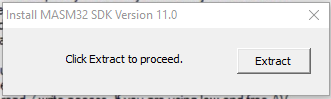 Install MASM32 SDK Version 11.0
Click Extract to proceed.
Extract